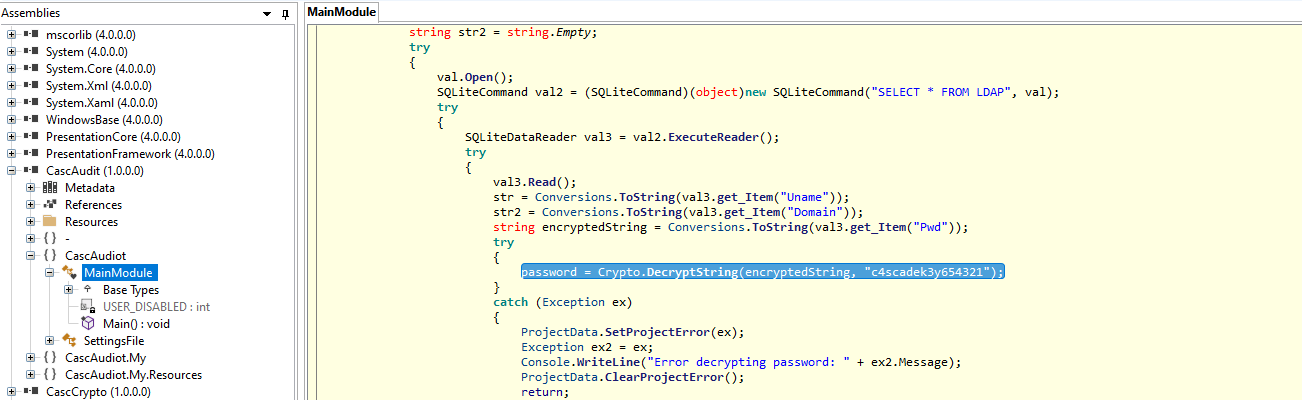 Assemblies
mscorlib (4.0.0.0)
System (4.0.0.0)
System.Core (4.0.0.0)
System.Xml (4.0.0.0)
System.Xaml (4.0.0.0)
WindowsBase (4.0.0.0)
PresentationCore (4.0.0.0)
PresentationFramework (4.0.0.0)
CascAudit (1.0.0.0)
Metadata
References
Resources
{ } -
{ } CascAudiot
MainModule
Base Types
USER_DISABLED : int
Main() : void
SettingsFile
{ } CascAudiot.My
{ } CascAudiot.My.Resources
CascCrypto (1.0.0.0)
MainModule
string str2 = string.Empty;
try
{
val.Open();
SQLiteCommand val2 = (SQLiteCommand)(object)new SQLiteCommand("SELECT * FROM LDAP", val);
try
{
SQLiteDataReader val3 = val2.ExecuteReader();
try
{
val3.Read();
str = Conversions.ToString(val3.get_Item("Uname"));
str2 = Conversions.ToString(val3.get_Item("Domain"));
string encryptedString = Conversions.ToString(val3.get_Item("Pwd"));
try
{
password = Crypto.DecryptString(encryptedString, "c4scadek3y654321");
}
catch (Exception ex)
{
ProjectData.SetProjectError(ex);
Exception ex2 = ex;
Console.WriteLine("Error decrypting password: " + ex2.Message);
ProjectData.ClearProjectError();
return;